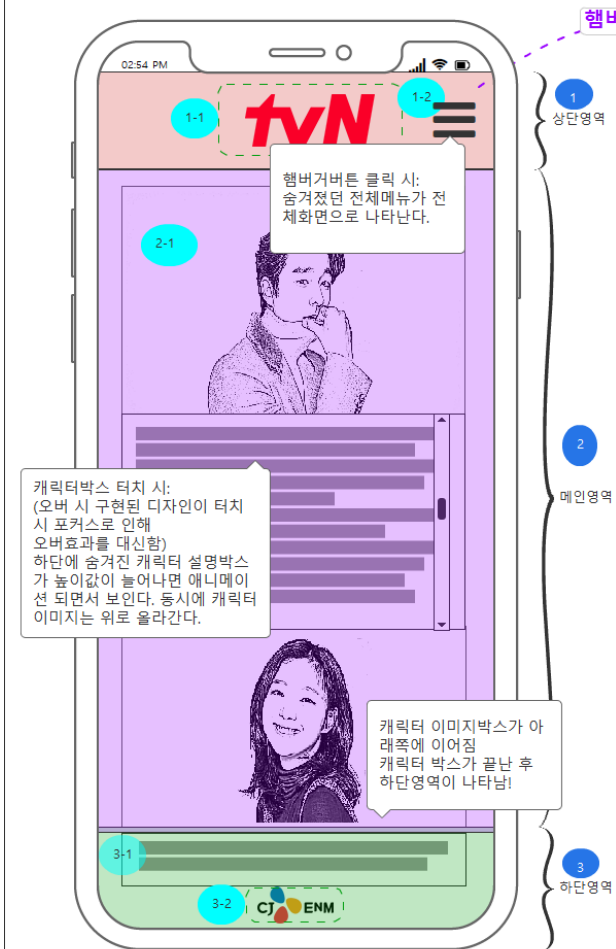 햄버
02:54 PM
1-1
tvN
1-2
1
상단영역
햄버거버튼 클릭 시:
숨겨졌던 전체메뉴가 전
체화면으로 나타난다.
2-1
2
메인영역
캐릭터박스 터치 시:
(오버 시 구현된 디자인이 터치
시 포커스로 인해
오버효과를 대신함)
하단에 숨겨진 캐릭터 설명박스
가 높이값이 늘어나면 애니메이
션 되면서 보인다. 동시에 캐릭터
이미지는 위로 올라간다.
캐릭터 이미지박스가 아
래쪽에 이어짐
캐릭터 박스가 끝난 후
하단영역이 나타남!
3-1
3
하단영역
3-2
CJ ENM